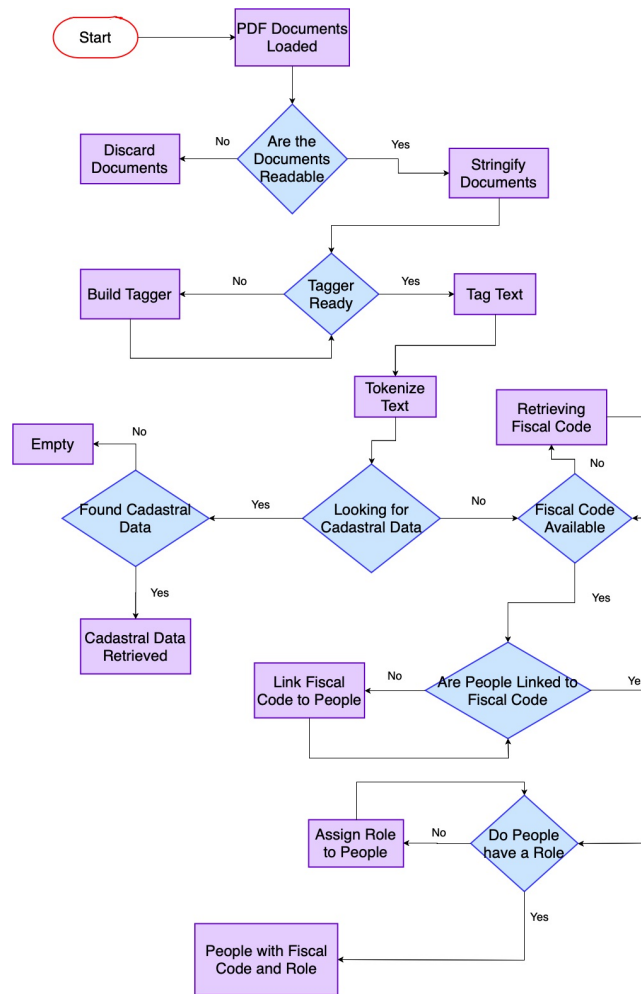 Start
PDF Documents
Loaded
Are the
Documents
Readable
No
Yes
Discard
Documents
Stringify
Documents
Tagger
Ready
No
Yes
Build Tagger
Tag Text
Tokenize
Text
Retrieving
Fiscal Code
Empty
No
No
Found Cadastral
Data
Yes
Looking for
Cadastral Data
No
Fiscal Code
Available
Yes
Yes
Cadastral Data
Retrieved
Link Fiscal
Code to People
No
Are People Linked to
Fiscal Code
Ye
Assign Role
to People
No
Do People
have a Role
Yes
People with Fiscal
Code and Role